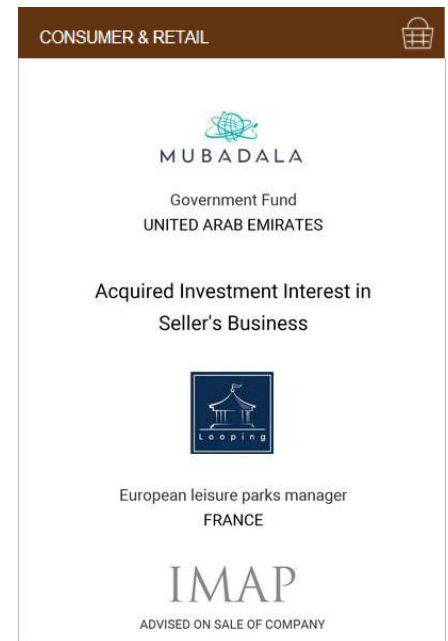 CONSUMER & RETAIL
MUBADALA
Government Fund
UNITED ARAB EMIRATES
Acquired Investment Interest in
Seller's Business
Looping
European leisure parks manager
FRANCE
IMAP
ADVISED ON SALE OF COMPANY